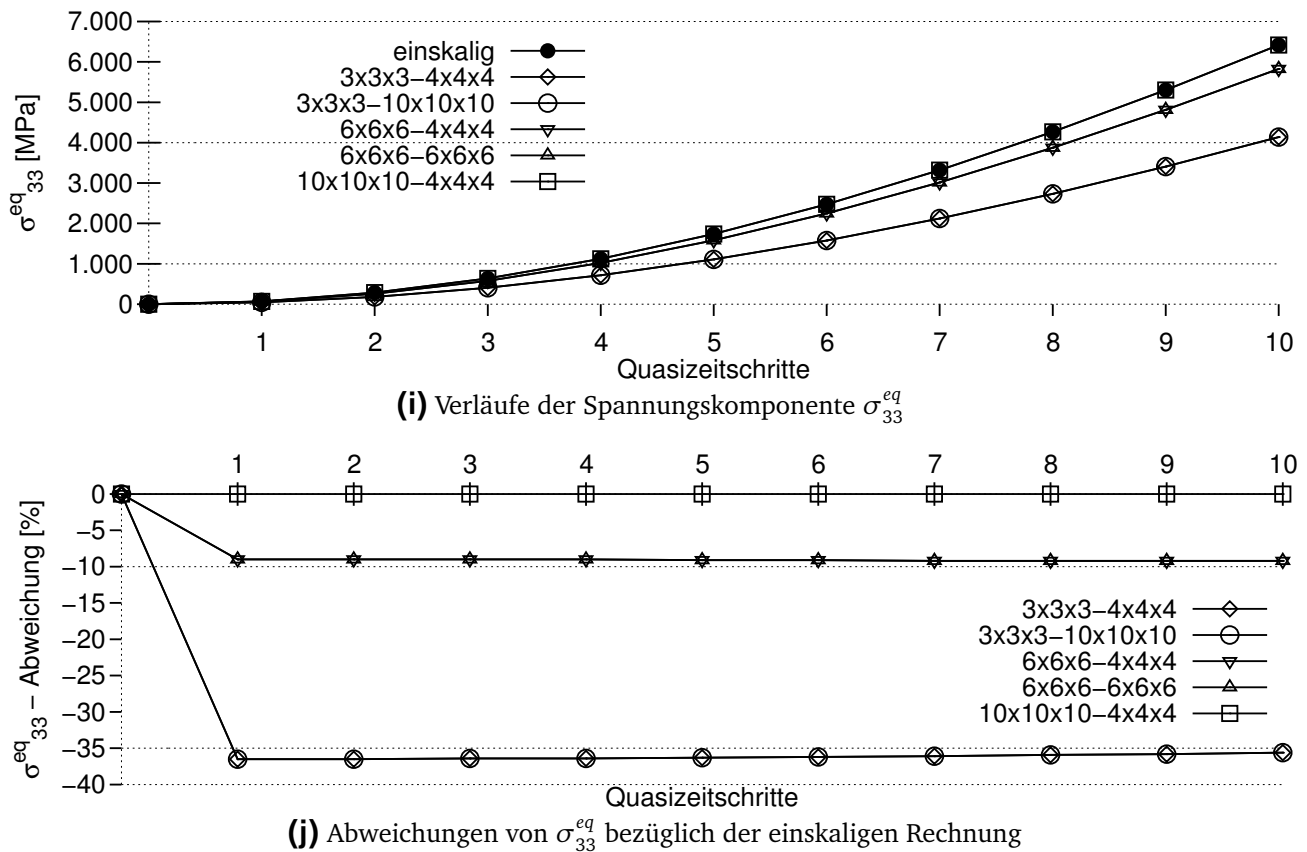 7.000
6.000
5.000
4.000
3.000
2.000
1.000
0
σ^eq_33 [MPa]
einskalig
3x3x3−4x4x4
3x3x3−10x10x10
6x6x6−4x4x4
6x6x6−6x6x6
10x10x10−4x4x4
1 2 3 4 5 6 7 8 9 10
Quasizeitschritte
(i) Verläufe der Spannungskomponente σ^eq_33
1 2 3 4 5 6 7 8 9 10
0
−5
−10
−15
−20
−25
−30
−35
−40
σ^eq_33 − Abweichung [%]
3x3x3−4x4x4
3x3x3−10x10x10
6x6x6−4x4x4
6x6x6−6x6x6
10x10x10−4x4x4
Quasizeitschritte
(j) Abweichungen von σ^eq_33 bezüglich der einskaligen Rechnung